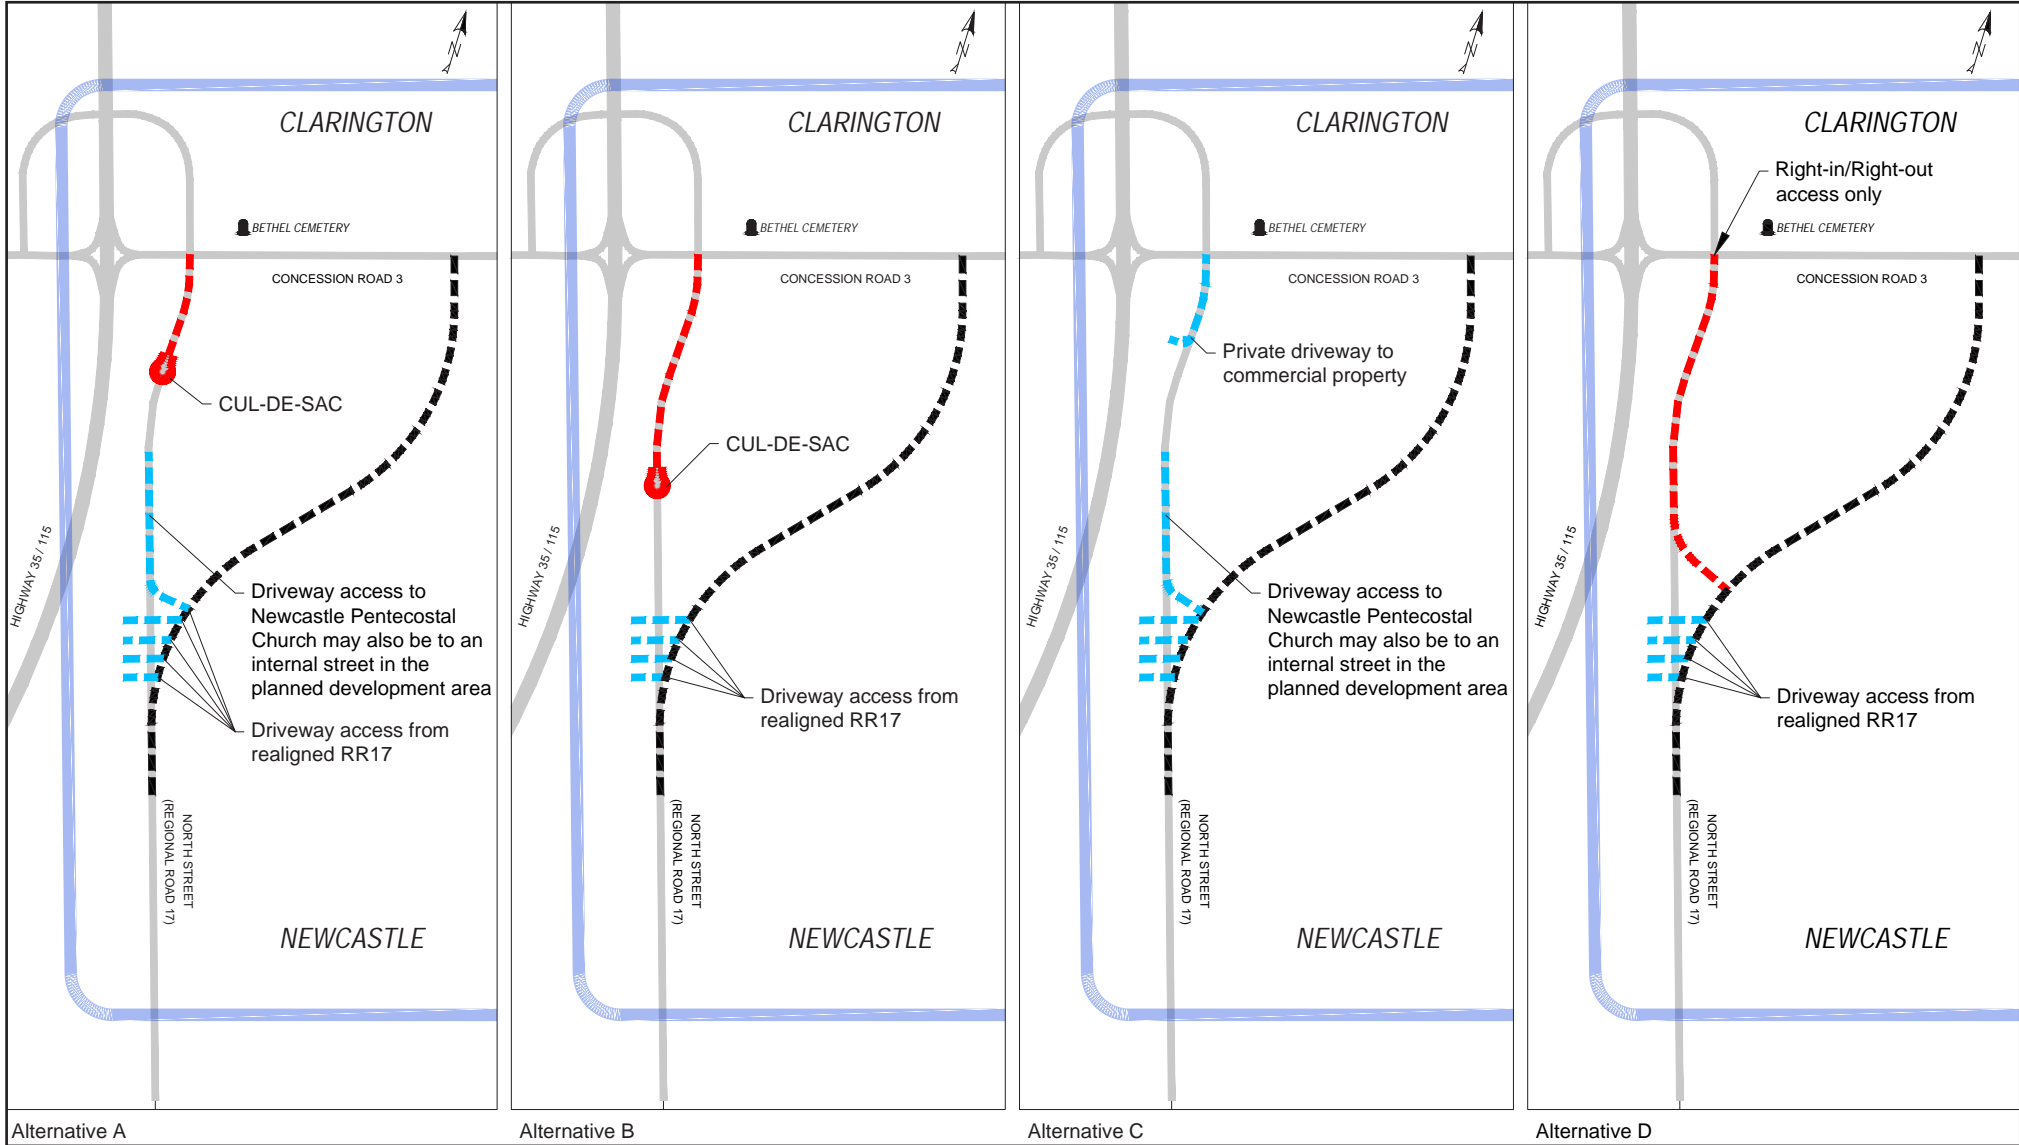 N
CLARINGTON
BETHEL CEMETERY
CONCESSION ROAD 3
CUL-DE-SAC
HIGHWAY 35 / 115
Driveway access to
Newcastle Pentecostal
Church may also be to an
internal street in the
planned development area
Driveway access from
realigned RR17
NORTH STREET
(REGIONAL ROAD 17)
NEWCASTLE
Alternative A
N
CLARINGTON
BETHEL CEMETERY
CONCESSION ROAD 3
CUL-DE-SAC
HIGHWAY 35 / 115
Driveway access from
realigned RR17
NORTH STREET
(REGIONAL ROAD 17)
NEWCASTLE
Alternative B
N
CLARINGTON
BETHEL CEMETERY
CONCESSION ROAD 3
Private driveway to
commercial property
HIGHWAY 35 / 115
Driveway access to
Newcastle Pentecostal
Church may also be to an
internal street in the
planned development area
NORTH STREET
(REGIONAL ROAD 17)
NEWCASTLE
Alternative C
N
CLARINGTON
Right-in/Right-out
access only
BETHEL CEMETERY
CONCESSION ROAD 3
HIGHWAY 35 / 115
Driveway access from
realigned RR17
NORTH STREET
(REGIONAL ROAD 17)
NEWCASTLE
Alternative D